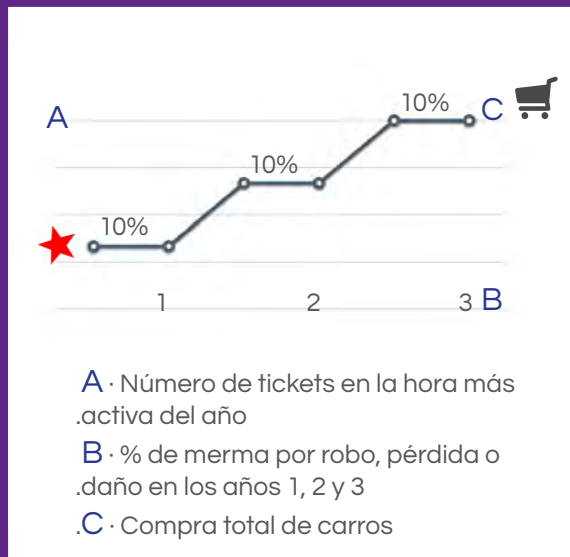 10% C
A
10%
10%
1 2 3 B
A · Número de tickets en la hora más
.activa del año
B · % de merma por robo, pérdida o
.daño en los años 1, 2 y 3
.C · Compra total de carros